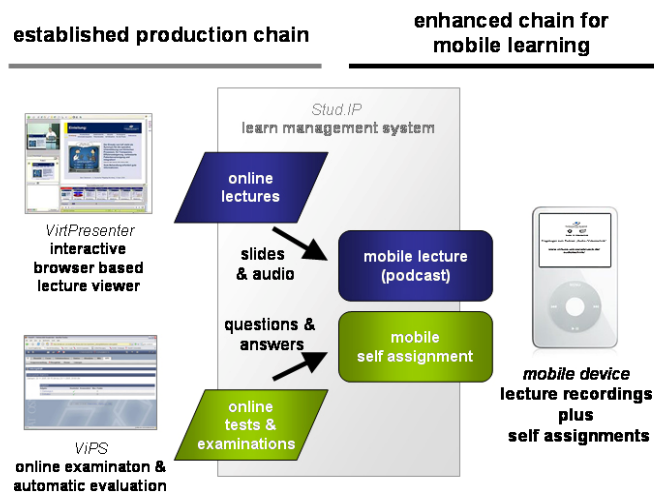 established production chain
enhanced chain for
mobile learning
Stud.IP
learn management system
online
lectures
VirtPresenter
interactive
browser based
lecture viewer
slides
& audio
mobile lecture
(podcast)
questions &
answers
mobile
self assignment
online
tests &
examinations
ViPS
online examinaton &
automatic evaluation
mobile device
lecture recordings
plus
self assignments